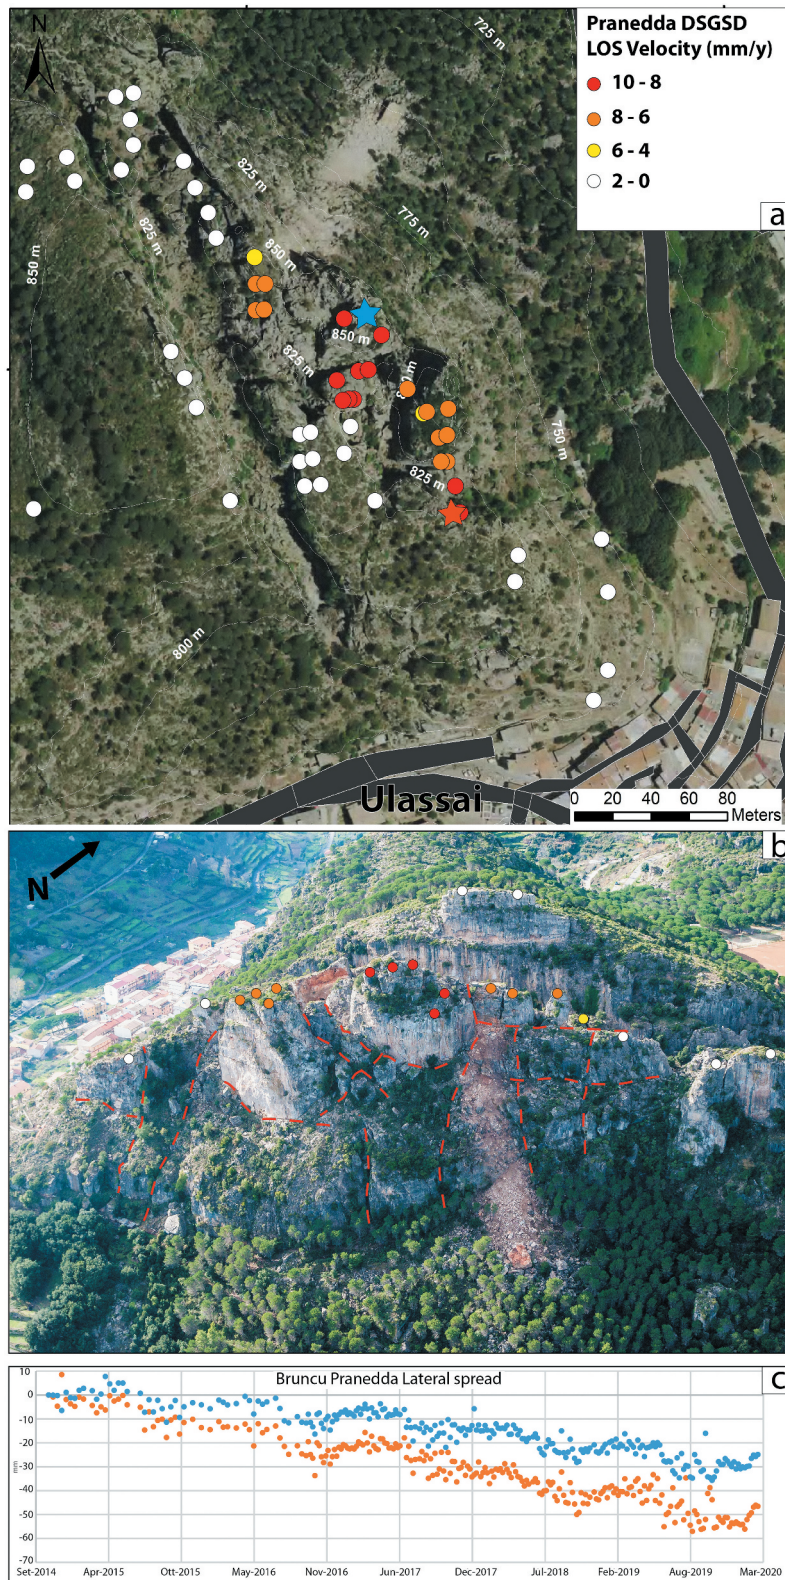 N
725 m
Pranedda DSGSD
LOS Velocity (mm/y)
10 - 8
8 - 6
6 - 4
2 - 0
a
825 m
775 m
825 m
850 m
850 m
850 m
825 m
750 m
825 m
800 m
Ulassai
0 20 40 60 80
Meters
b
N
Bruncu Pranedda Lateral spread
c
10
0
-10
-20
mm
-30
-40
-50
-60
-70
Set-2014 Apr-2015 Ott-2015 May-2016 Nov-2016 Jun-2017 Dec-2017 Jul-2018 Feb-2019 Aug-2019 Mar-2020